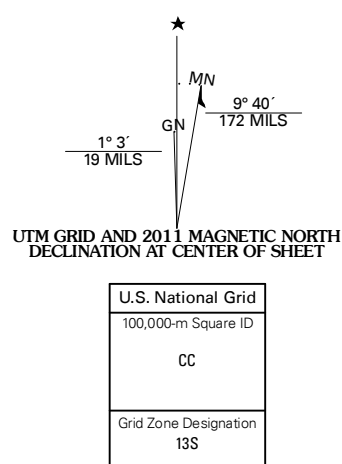 MN
9° 40´
172 MILS
GN
1° 3´
19 MILS
UTM GRID AND 2011 MAGNETIC NORTH
DECLINATION AT CENTER OF SHEET
U.S. National Grid
100,000-m Square ID
CC
Grid Zone Designation
13S